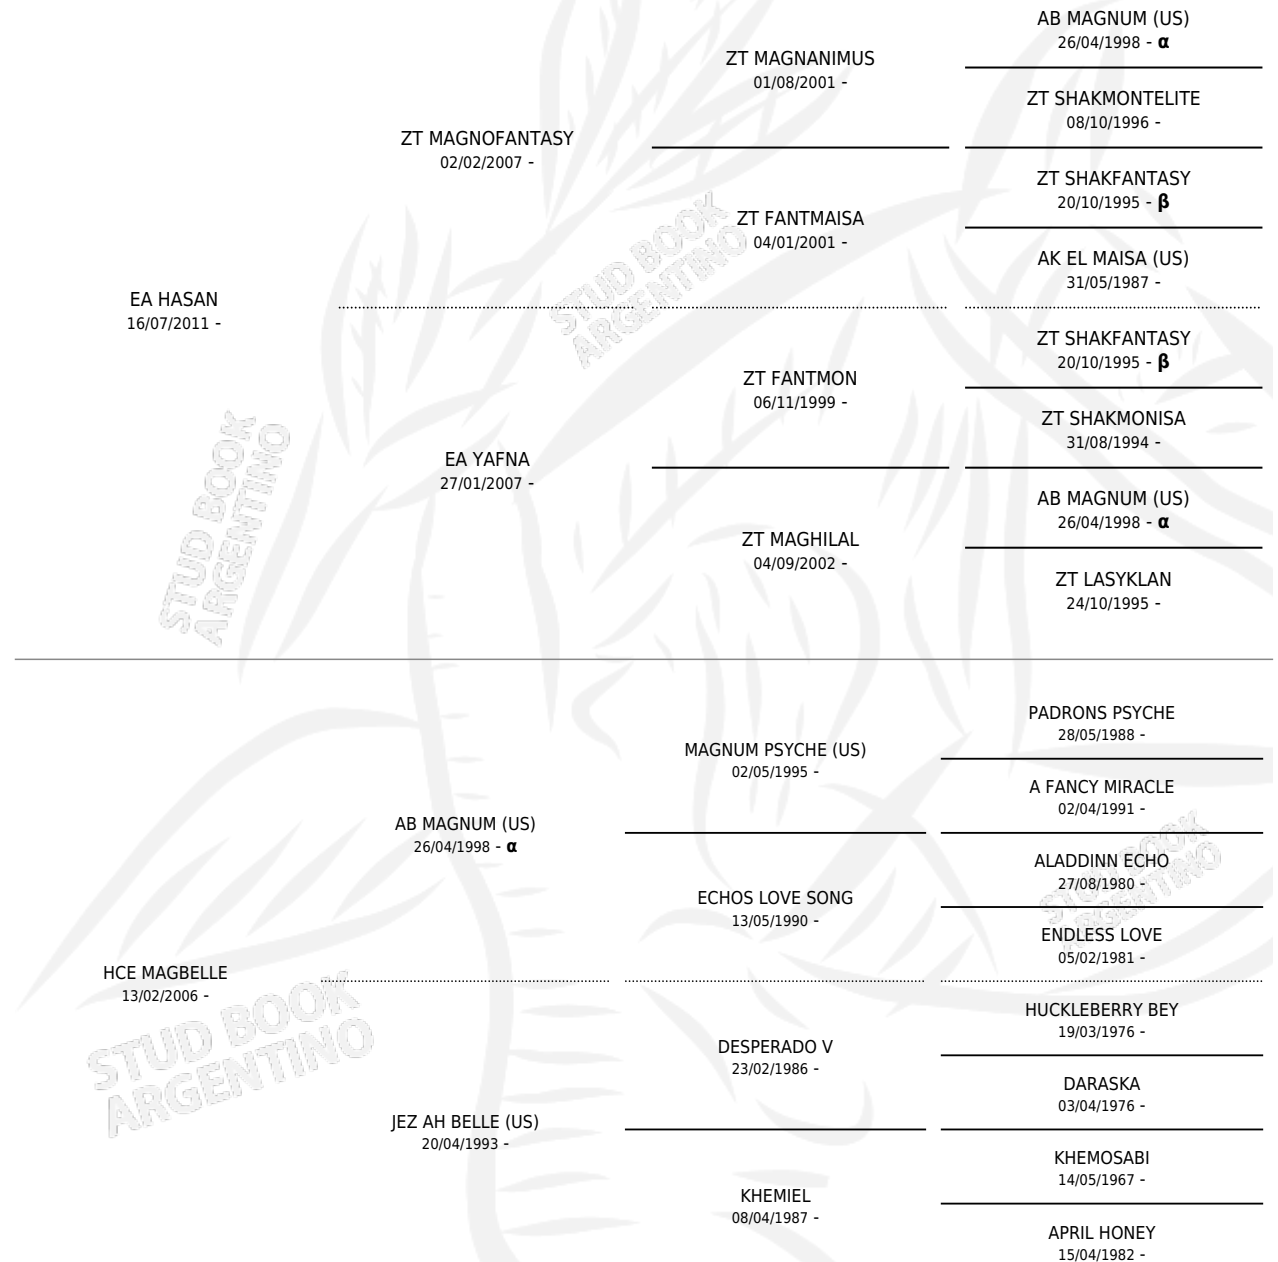 AB MAGNUM (US)
26/04/1998 - α
ZT MAGNANIMUS
01/08/2001 -
ZT SHAKMONTELITE
08/10/1996 -
ZT MAGNOFANTASY
02/02/2007 -
ZT SHAKFANTASY
20/10/1995 - β
ZT FANTMAISA
04/01/2001 -
AK EL MAISA (US)
31/05/1987 -
EA HASAN
16/07/2011 -
ZT SHAKFANTASY
20/10/1995 - β
ZT FANTMON
06/11/1999 -
ZT SHAKMONISA
31/08/1994 -
EA YAFNA
27/01/2007 -
AB MAGNUM (US)
26/04/1998 - α
ZT MAGHILAL
04/09/2002 -
ZT LASYKLAN
24/10/1995 -
PADRONS PSYCHE
28/05/1988 -
MAGNUM PSYCHE (US)
02/05/1995 -
A FANCY MIRACLE
02/04/1991 -
AB MAGNUM (US)
26/04/1998 - α
ALADDINN ECHO
27/08/1980 -
ECHOS LOVE SONG
13/05/1990 -
ENDLESS LOVE
05/02/1981 -
HCE MAGBELLE
13/02/2006 -
HUCKLEBERRY BEY
19/03/1976 -
DESPERADO V
23/02/1986 -
DARASKA
03/04/1976 -
JEZ AH BELLE (US)
20/04/1993 -
KHEMOSABI
14/05/1967 -
KHEMIEL
08/04/1987 -
APRIL HONEY
15/04/1982 -
STUD BOOK
ARGENTINO
STUD BOOK
ARGENTINO
STUD BOOK
ARGENTINO
STUD BOOK
ARGENTINO